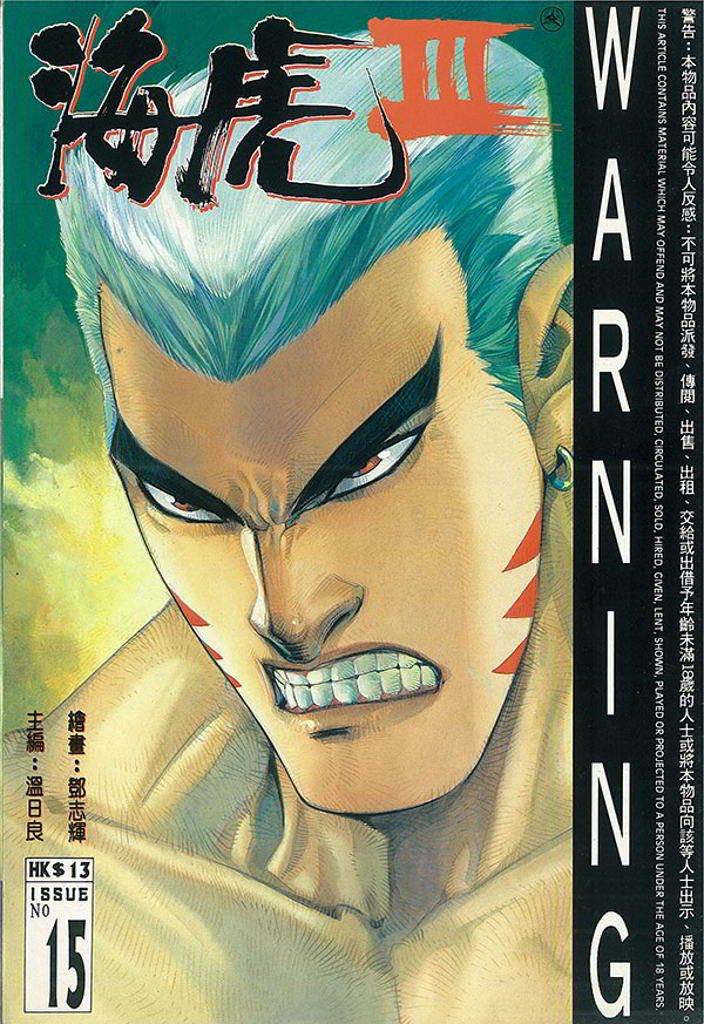 海虎III
WARNING
THIS ARTICLE CONTAINS MATERIAL WHICH MAY OFFEND AND MAY NOT BE DISTRIBUTED, CIRCULATED, SOLD, HIRED, GIVEN, LENT, SHOWN, PLAYED OR PROJECTED TO A PERSON UNDER THE AGE OF 18 YEARS.
警告：本物品內容可能令人反感：不可將本物品派發、傳閱、出售、出租、交給或出借予年齡未滿18歲的人士或將本物品向該等人士出示、播放或放映。
繪畫：鄧志輝
主編：溫日良
HK$13
ISSUE
NO
15